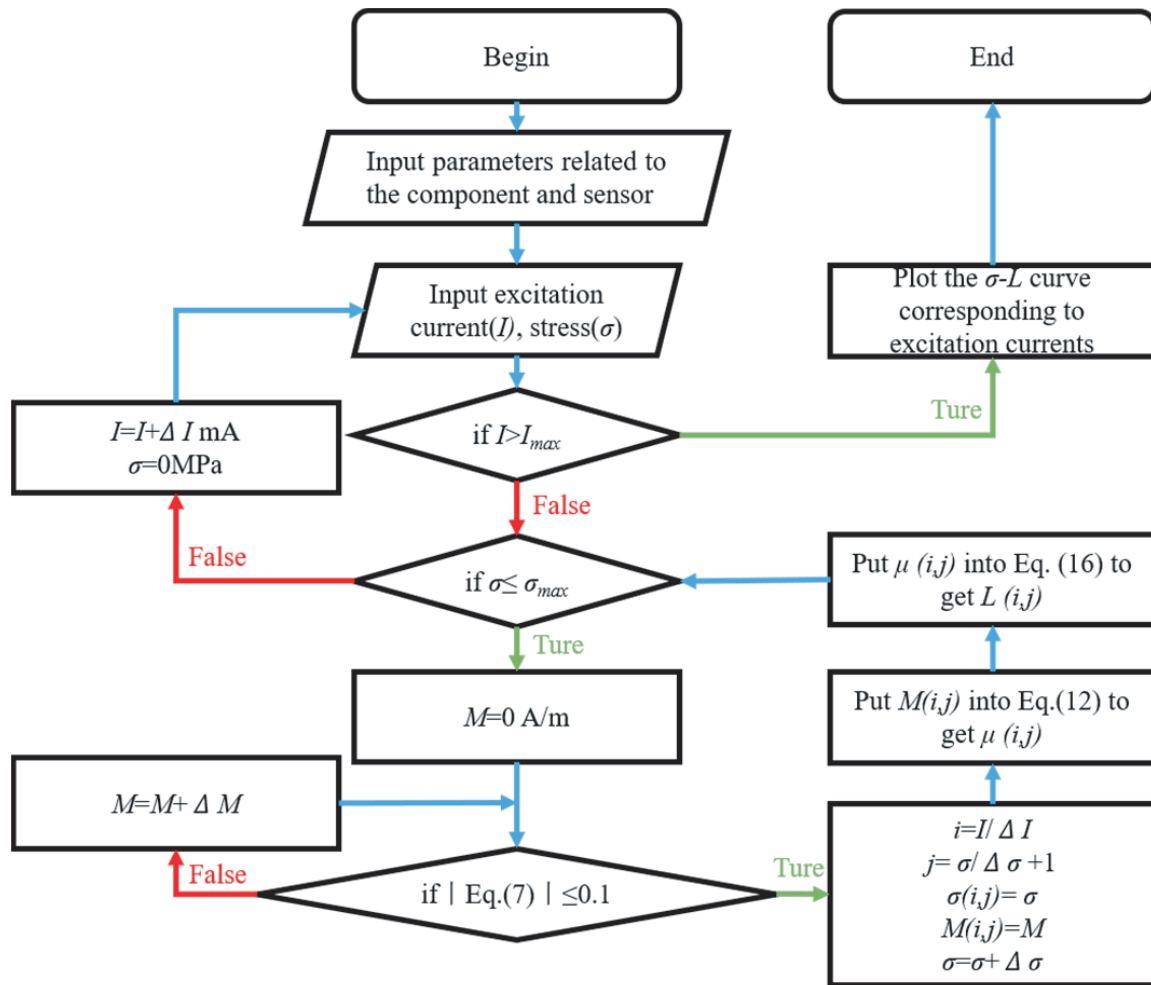 Begin
End
Input parameters related to
the component and sensor
Input excitation
current(I), stress(σ)
Plot the σ-L curve
corresponding to
excitation currents
Ture
I=I+Δ I mA
σ=0MPa
if I>Imax
False
False
if σ≤ σmax
Put μ (i,j) into Eq. (16) to
get L (i,j)
Ture
M=0 A/m
Put M(i,j) into Eq.(12) to
get μ (i,j)
M=M+ Δ M
False
if | Eq.(7) | ≤0.1
Ture
i=I/ Δ I
j= σ/ Δ σ +1
σ(i,j)= σ
M(i,j)=M
σ=σ+ Δ σ